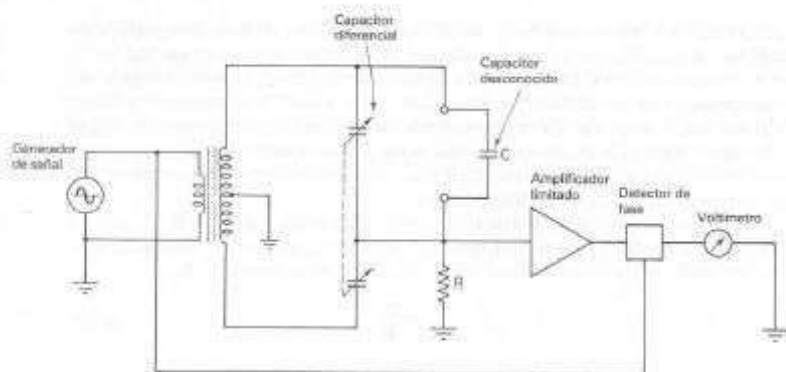 Capacitor
diferencial
Capacitor
desconocido
Generador
de señal
C
Amplificador
limitado
Detector de
fase
Voltímetro
R